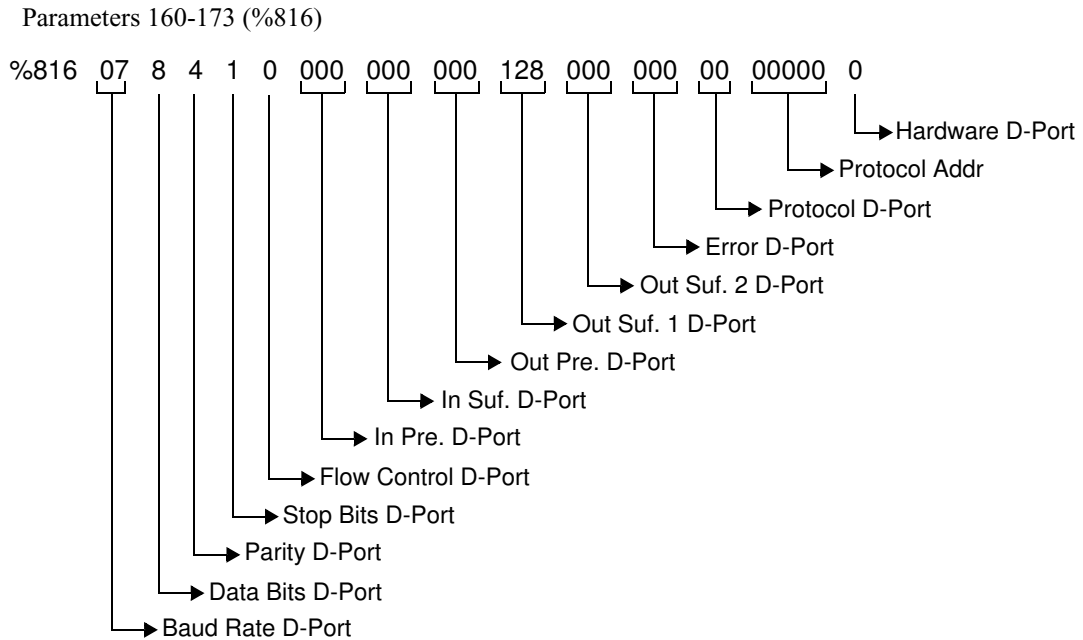 Parameters 160-173 (%816)
%816 07 8 4 1 0 000 000 000 128 000 000 00 00000 0
Hardware D-Port
Protocol Addr
Protocol D-Port
Error D-Port
Out Suf. 2 D-Port
Out Suf. 1 D-Port
Out Pre. D-Port
In Suf. D-Port
In Pre. D-Port
Flow Control D-Port
Stop Bits D-Port
Parity D-Port
Data Bits D-Port
Baud Rate D-Port